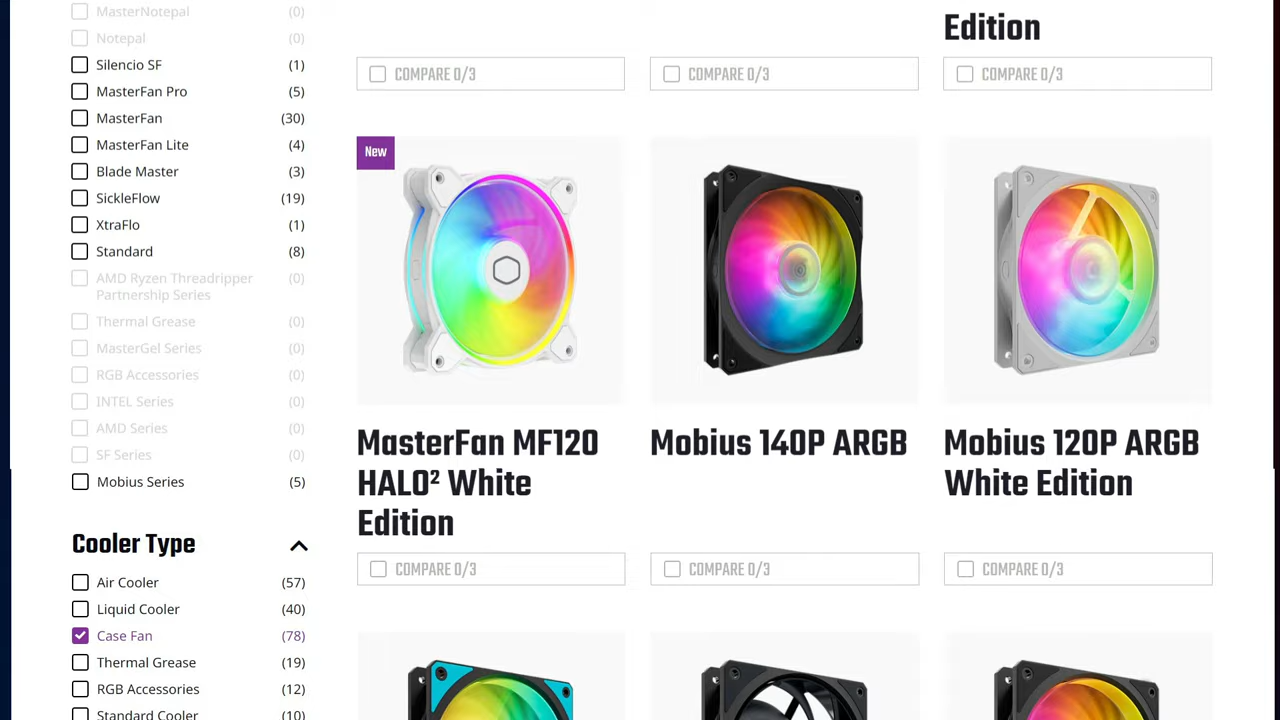 MasterNotepal (0)
Notepal (0)
Silencio SF (1)
MasterFan Pro (5)
MasterFan (30)
MasterFan Lite (4)
Blade Master (3)
SickleFlow (19)
XtraFlo (1)
Standard (8)
AMD Ryzen Threadripper (0)
Partnership Series
Thermal Grease (0)
MasterGel Series (0)
RGB Accessories (0)
INTEL Series (0)
AMD Series (0)
SF Series (0)
Mobius Series (5)
Cooler Type
Air Cooler (57)
Liquid Cooler (40)
Case Fan (78)
Thermal Grease (19)
RGB Accessories (12)
Standard Cooler (10)
Edition
COMPARE 0/3
COMPARE 0/3
COMPARE 0/3
New
MasterFan MF120
HALO² White
Edition
Mobius 140P ARGB
Mobius 120P ARGB
White Edition
COMPARE 0/3
COMPARE 0/3
COMPARE 0/3